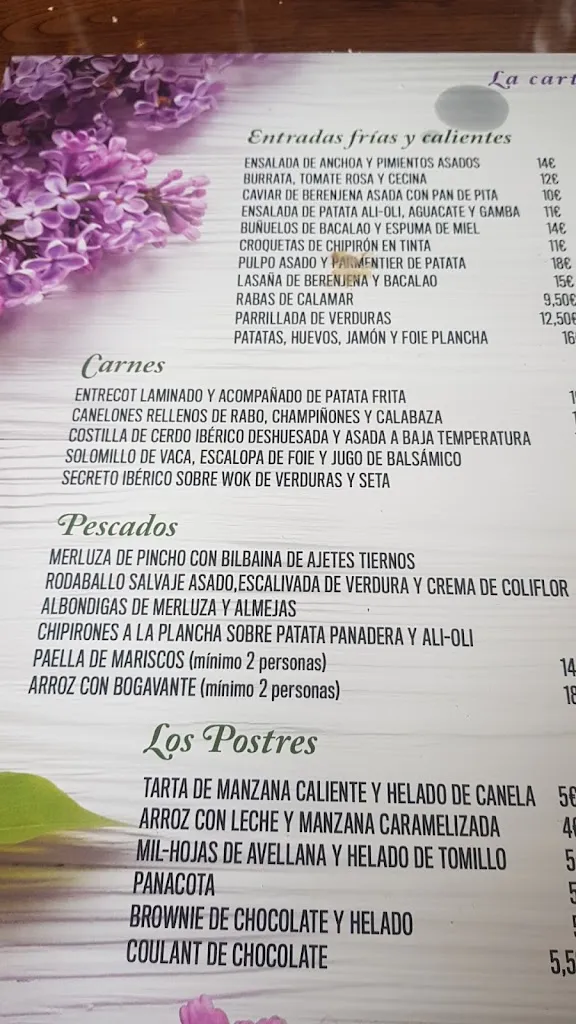 La cart
Entradas frías y calientes
ENSALADA DE ANCHOA Y PIMIENTOS ASADOS 14€
BURRATA, TOMATE ROSA Y CECINA 12€
CAVIAR DE BERENJENA ASADA CON PAN DE PITA 10€
ENSALADA DE PATATA ALI-OLI, AGUACATE Y GAMBA 11€
BUÑUELOS DE BACALAO Y ESPUMA DE MIEL 14€
CROQUETAS DE CHIPIRÓN EN TINTA 11€
PULPO ASADO Y PARMENTIER DE PATATA 18€
LASAÑA DE BERENJENA Y BACALAO 15€
RABAS DE CALAMAR 9,50€
PARRILLADA DE VERDURAS 12,50€
PATATAS, HUEVOS, JAMÓN Y FOIE PLANCHA 16
Carnes
ENTRECOT LAMINADO Y ACOMPAÑADO DE PATATA FRITA
CANELONES RELLENOS DE RABO, CHAMPIÑONES Y CALABAZA
COSTILLA DE CERDO IBÉRICO DESHUESADA Y ASADA A BAJA TEMPERATURA
SOLOMILLO DE VACA, ESCALOPA DE FOIE Y JUGO DE BALSÁMICO
SECRETO IBÉRICO SOBRE WOK DE VERDURAS Y SETA
Pescados
MERLUZA DE PINCHO CON BILBAINA DE AJETES TIERNOS
RODABALLO SALVAJE ASADO,ESCALIVADA DE VERDURA Y CREMA DE COLIFLOR
ALBONDIGAS DE MERLUZA Y ALMEJAS
CHIPIRONES A LA PLANCHA SOBRE PATATA PANADERA Y ALI-OLI
PAELLA DE MARISCOS (mínimo 2 personas) 14
ARROZ CON BOGAVANTE (mínimo 2 personas) 18
Los Postres
TARTA DE MANZANA CALIENTE Y HELADO DE CANELA 5€
ARROZ CON LECHE Y MANZANA CARAMELIZADA 4€
MIL-HOJAS DE AVELLANA Y HELADO DE TOMILLO 5
PANACOTA 5
BROWNIE DE CHOCOLATE Y HELADO
COULANT DE CHOCOLATE 5,5